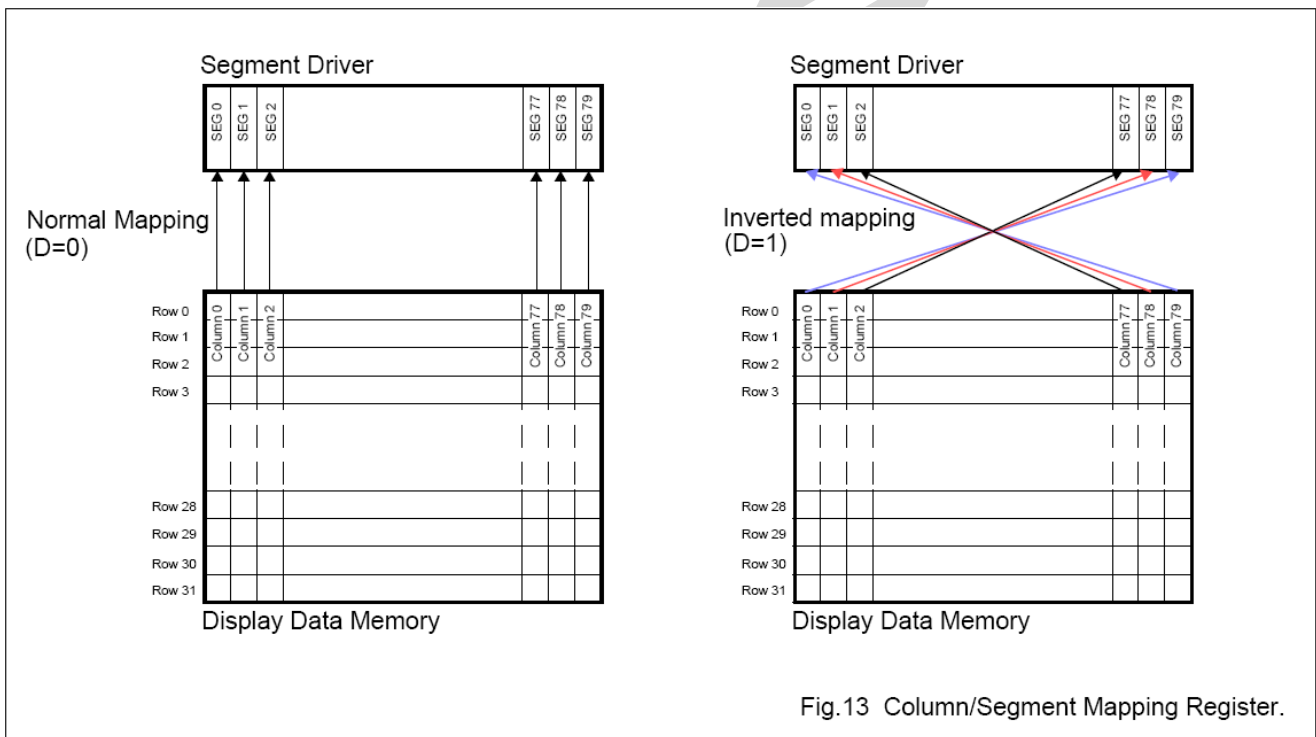 Segment Driver
SEG 0
SEG 1
SEG 2
SEG 77
SEG 78
SEG 79
Normal Mapping
(D=0)
Row 0
Row 1
Row 2
Row 3
Row 28
Row 29
Row 30
Row 31
Column 0
Column 1
Column 2
Column 77
Column 78
Column 79
Display Data Memory
Segment Driver
SEG 0
SEG 1
SEG 2
SEG 77
SEG 78
SEG 79
Inverted mapping
(D=1)
Row 0
Row 1
Row 2
Row 3
Row 28
Row 29
Row 30
Row 31
Column 0
Column 1
Column 2
Column 77
Column 78
Column 79
Display Data Memory
Fig.13 Column/Segment Mapping Register.